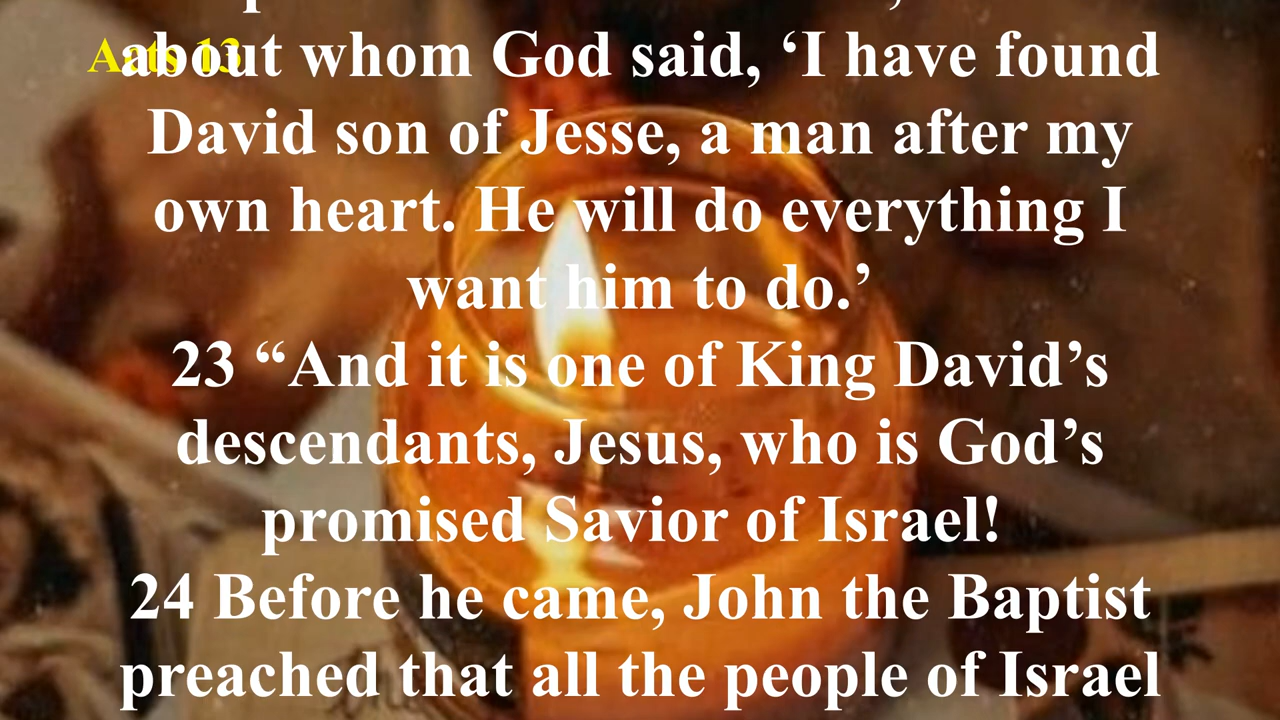 Acts 13
about whom God said, ‘I have found
David son of Jesse, a man after my
own heart. He will do everything I
want him to do.’
23 “And it is one of King David’s
descendants, Jesus, who is God’s
promised Savior of Israel!
24 Before he came, John the Baptist
preached that all the people of Israel